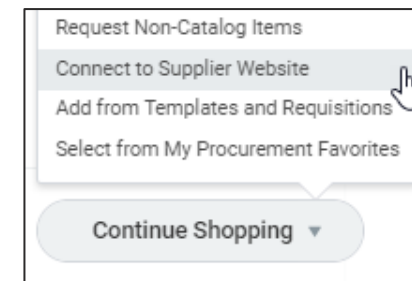 Request Non-Catalog Items
Connect to Supplier Website
Add from Templates and Requisitions
Select from My Procurement Favorites
Continue Shopping